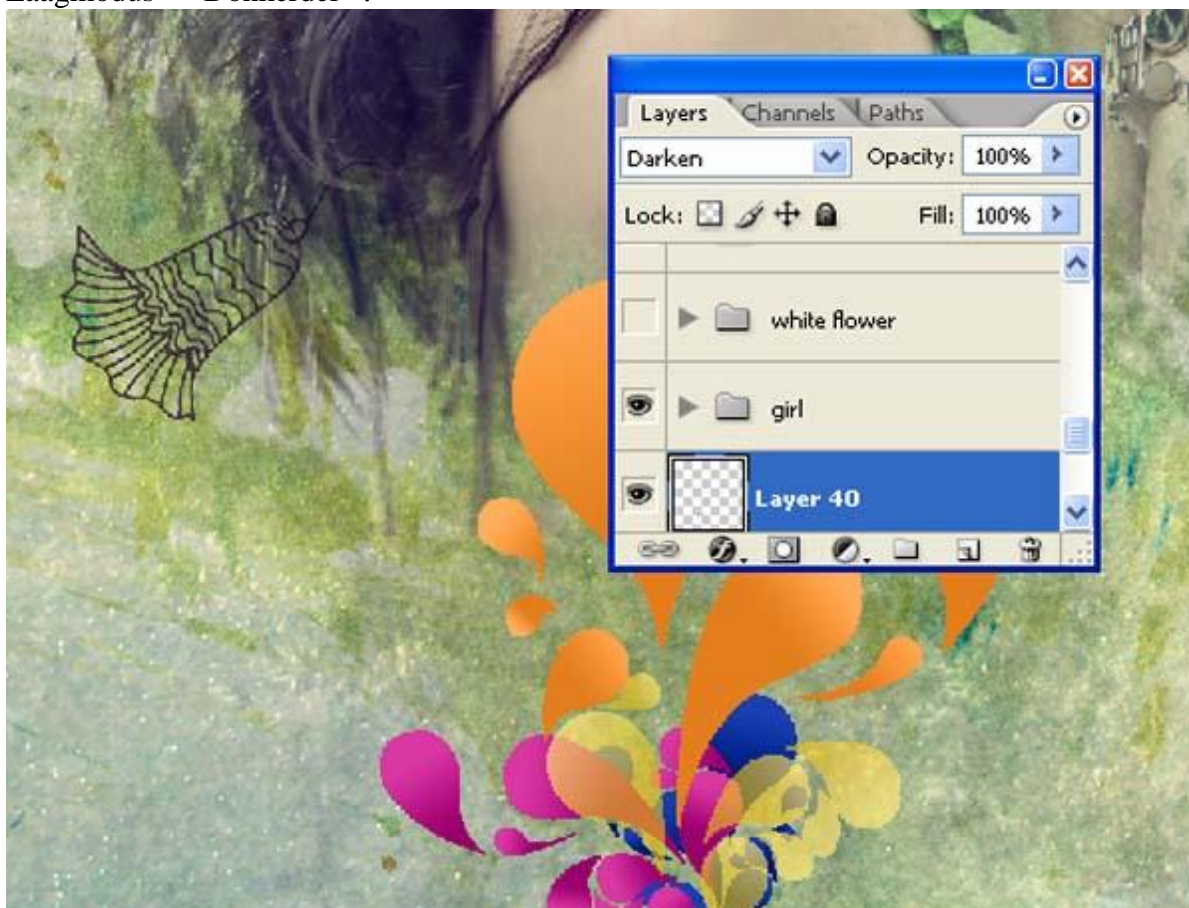 Layers Channels Paths
Darken Opacity: 100%
Lock: Fill: 100%
white flower
girl
Layer 40